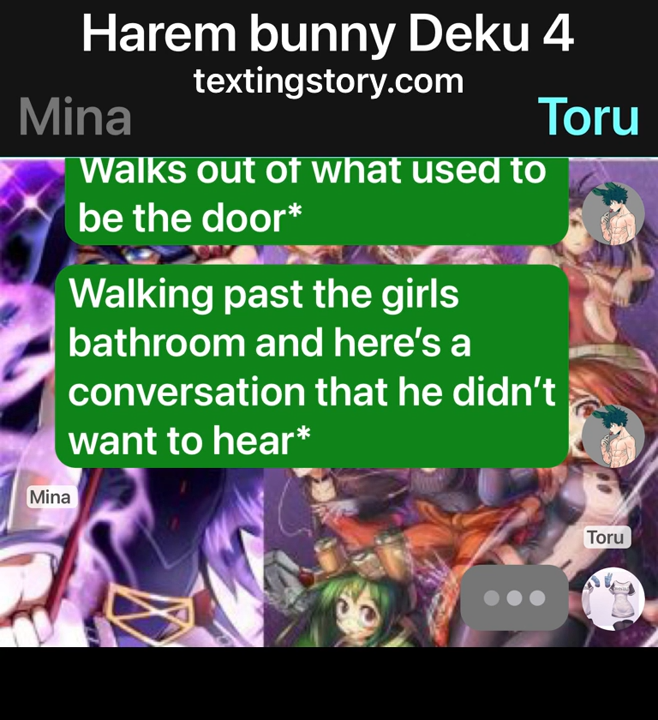 Harem bunny Deku 4
textingstory.com
Mina
Toru
Walks out of what used to
be the door*
Walking past the girls
bathroom and here’s a
conversation that he didn’t
want to hear*
Mina
Toru